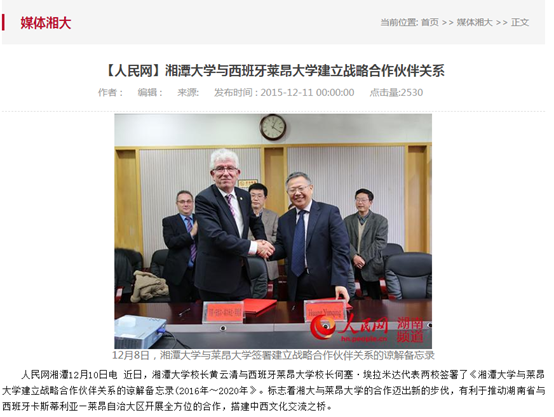 媒体湘大
当前位置: 首页 >> 媒体湘大 >> 正文
【人民网】湘潭大学与西班牙莱昂大学建立战略合作伙伴关系
作者： 编辑： 来源: 发布时间 : 2015-12-11 00:00:00 点击量:2530
人民网 湖南
频道
12月8日，湘潭大学与莱昂大学签署建立战略合作伙伴关系的谅解备忘录
人民网湘潭12月10日电 近日，湘潭大学校长黄云清与西班牙莱昂大学校长何塞·埃拉米达代表两校签署了《湘潭大学与莱昂
大学建立战略合作伙伴关系的谅解备忘录(2016年～2020年》。标志着湘大与莱昂大学的合作迈出新的步伐，有利于推动湖南省与
西班牙卡斯蒂利亚—莱昂自治大区开展全方位的合作，搭建中西文化交流之桥。